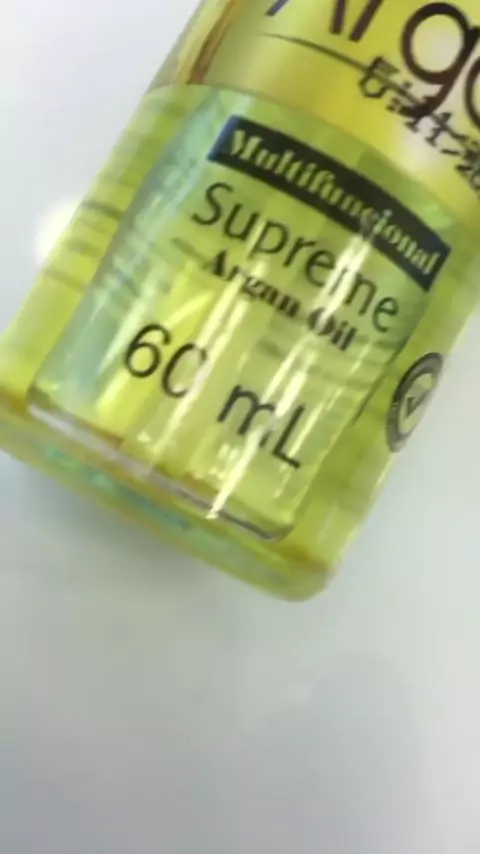 Multifuncional
Supreme
Argan Oil
60 mL